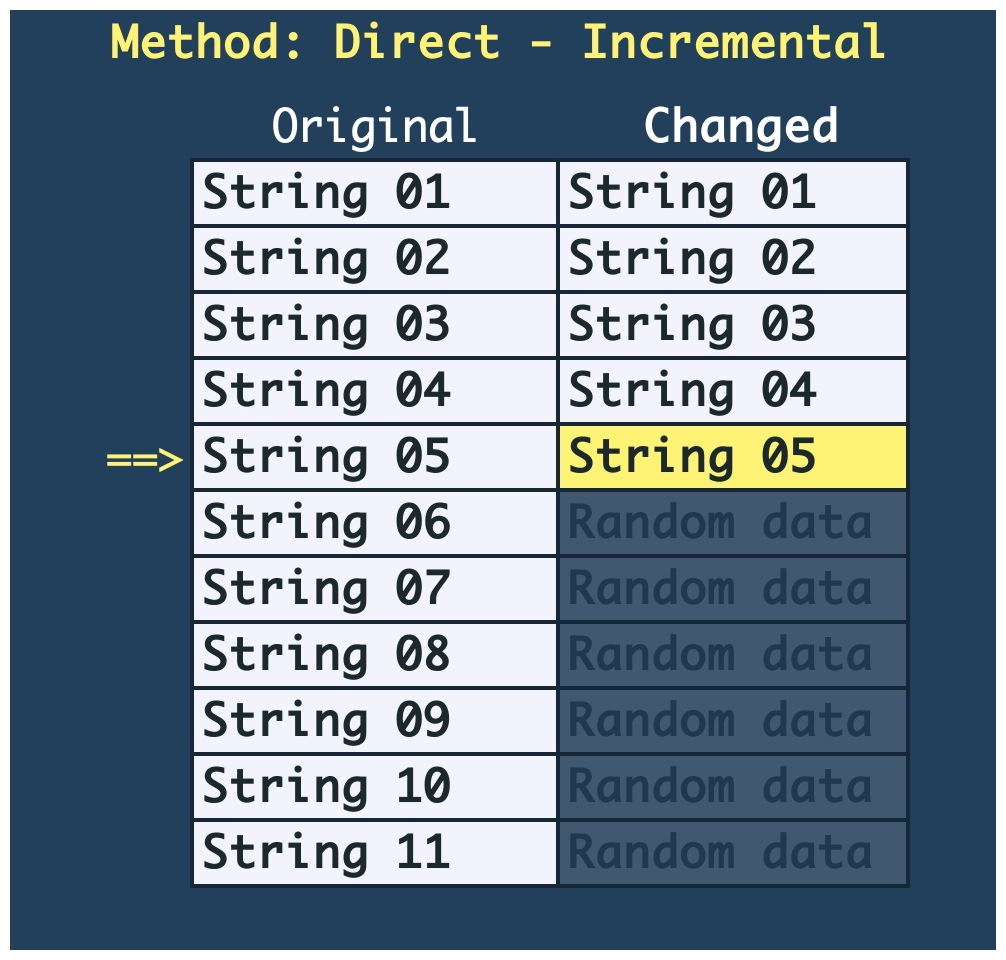 Method: Direct - Incremental
Original Changed
String 01 String 01
String 02 String 02
String 03 String 03
String 04 String 04
==> String 05 String 05
String 06 Random data
String 07 Random data
String 08 Random data
String 09 Random data
String 10 Random data
String 11 Random data